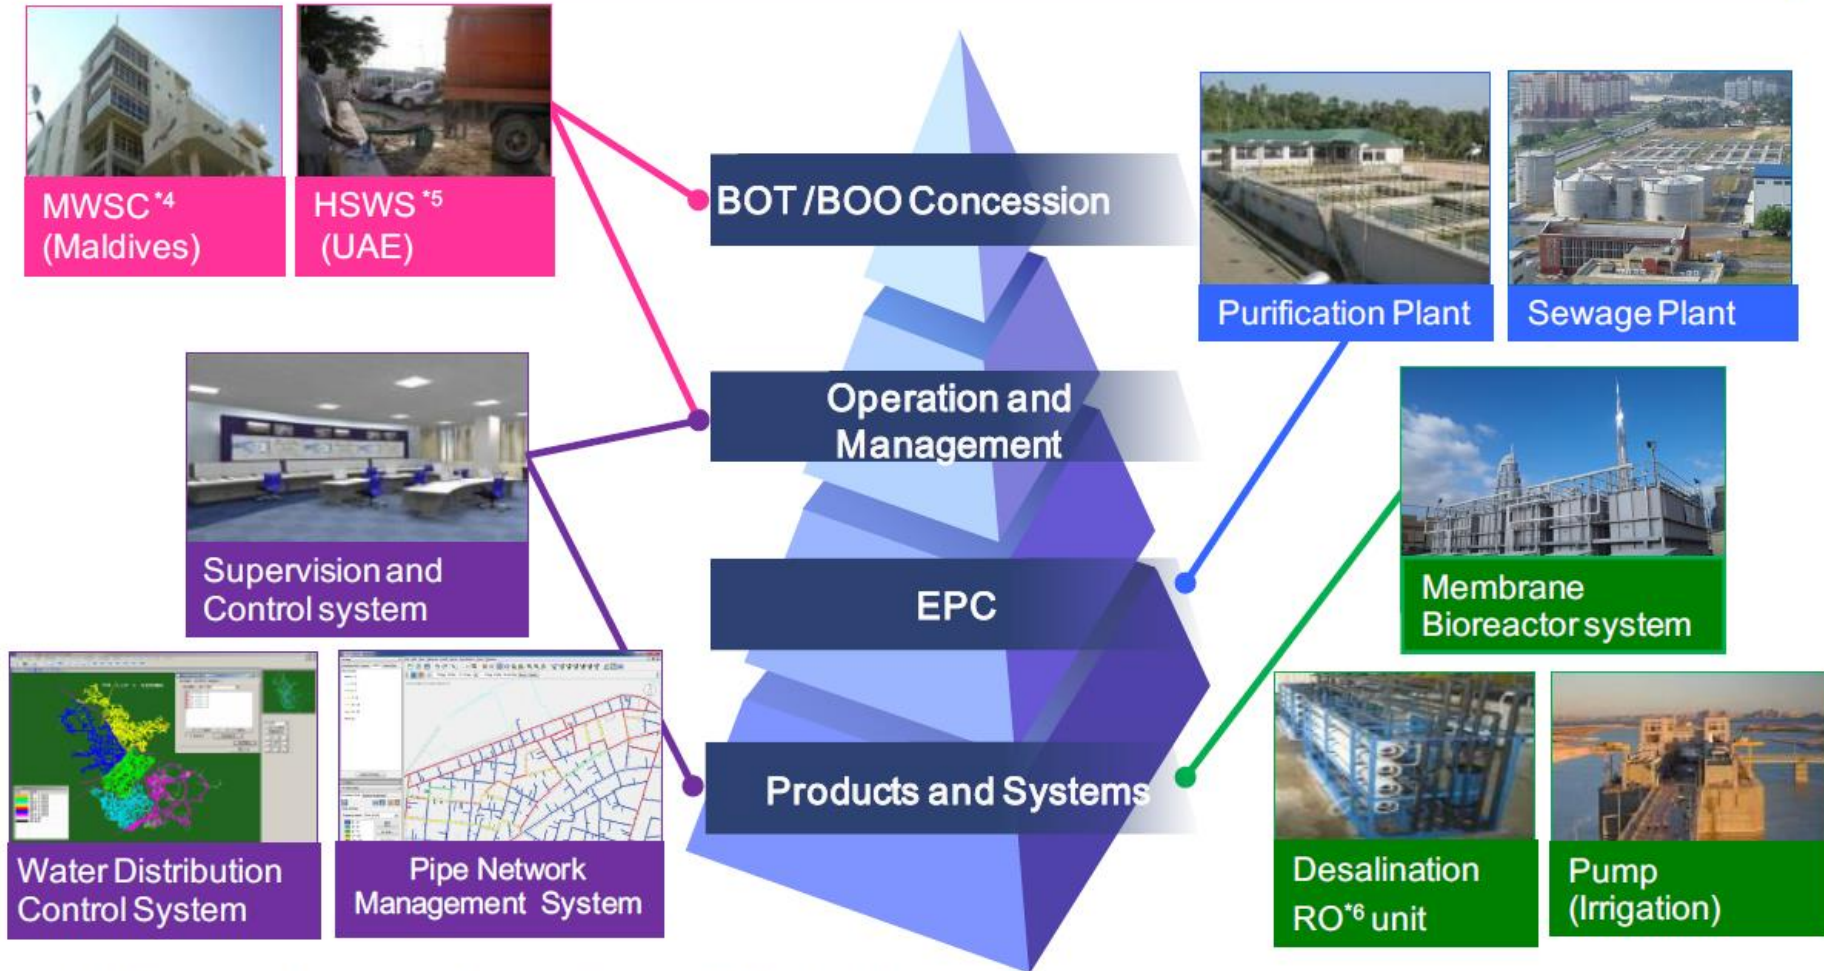 MWSC *4
(Maldives)
HSWS *5
(UAE)
BOT /BOO Concession
Purification Plant
Sewage Plant
Operation and
Management
Supervision and
Control system
EPC
Membrane
Bioreactor system
Products and Systems
Water Distribution
Control System
Pipe Network
Management System
Desalination
RO*6 unit
Pump
(Irrigation)